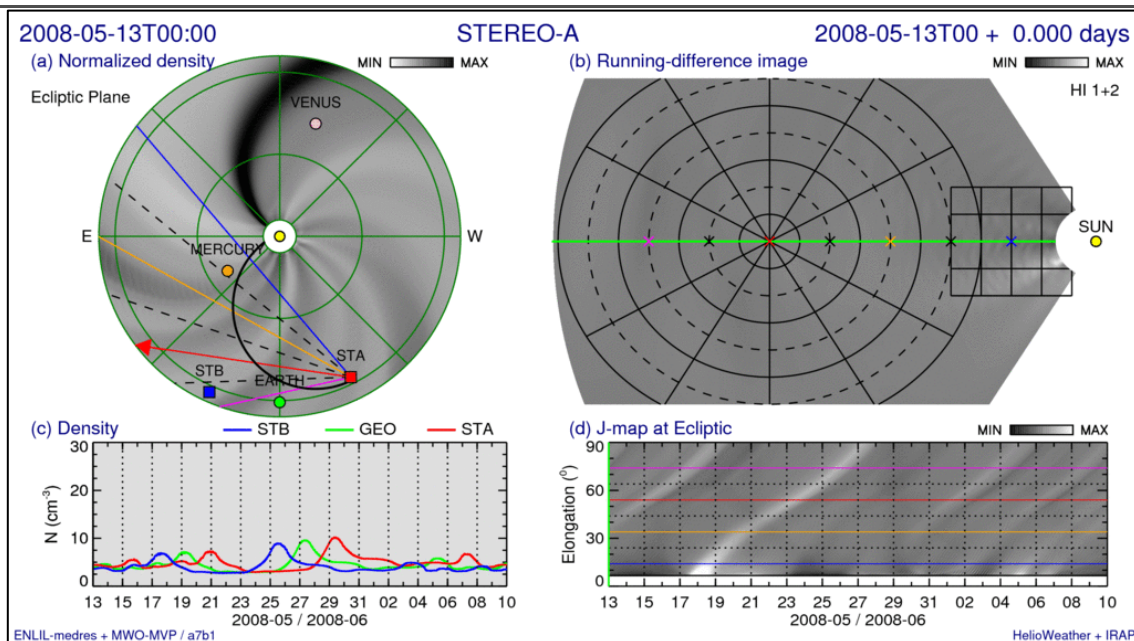 2008-05-13T00:00 STEREO-A 2008-05-13T00 + 0.000 days
(a) Normalized density MIN MAX
Ecliptic Plane
VENUS
E
W
MERCURY
STA
STB
EARTH
(b) Running-difference image MIN MAX
HI 1+2
SUN
(c) Density STB GEO STA
N (cm-3)
30
20
10
0
13 15 17 19 21 23 25 27 29 31 02 04 06 08 10
2008-05 / 2008-06
(d) J-map at Ecliptic MIN MAX
Elongation (0)
90
60
30
0
13 15 17 19 21 23 25 27 29 31 02 04 06 08 10
2008-05 / 2008-06
ENLIL-medres + MWO-MVP / a7b1 HelioWeather + IRAP